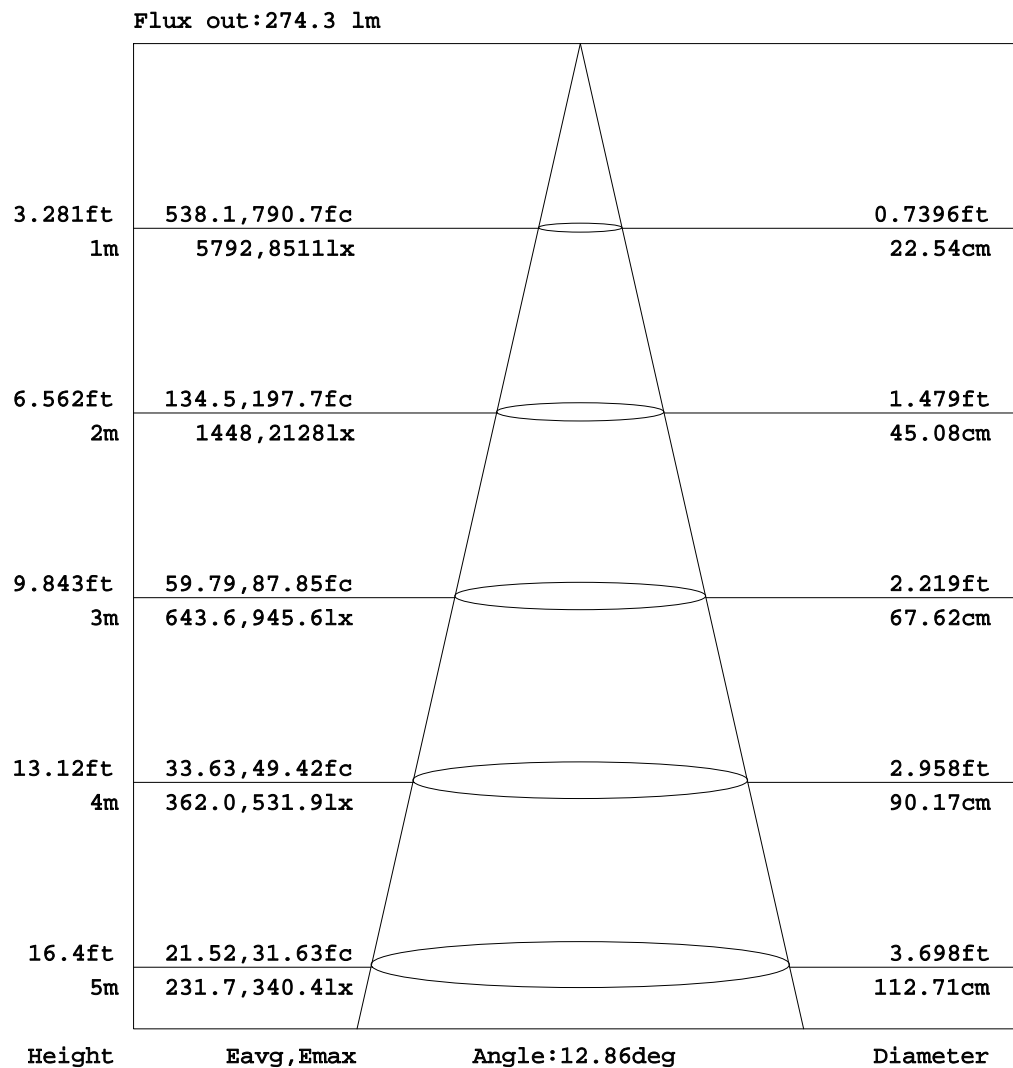 Flux out:274.3 lm
3.281ft 538.1,790.7fc 0.7396ft
1m 5792,8511lx 22.54cm
6.562ft 134.5,197.7fc 1.479ft
2m 1448,2128lx 45.08cm
9.843ft 59.79,87.85fc 2.219ft
3m 643.6,945.6lx 67.62cm
13.12ft 33.63,49.42fc 2.958ft
4m 362.0,531.9lx 90.17cm
16.4ft 21.52,31.63fc 3.698ft
5m 231.7,340.4lx 112.71cm
Height Eavg,Emax Angle:12.86deg Diameter